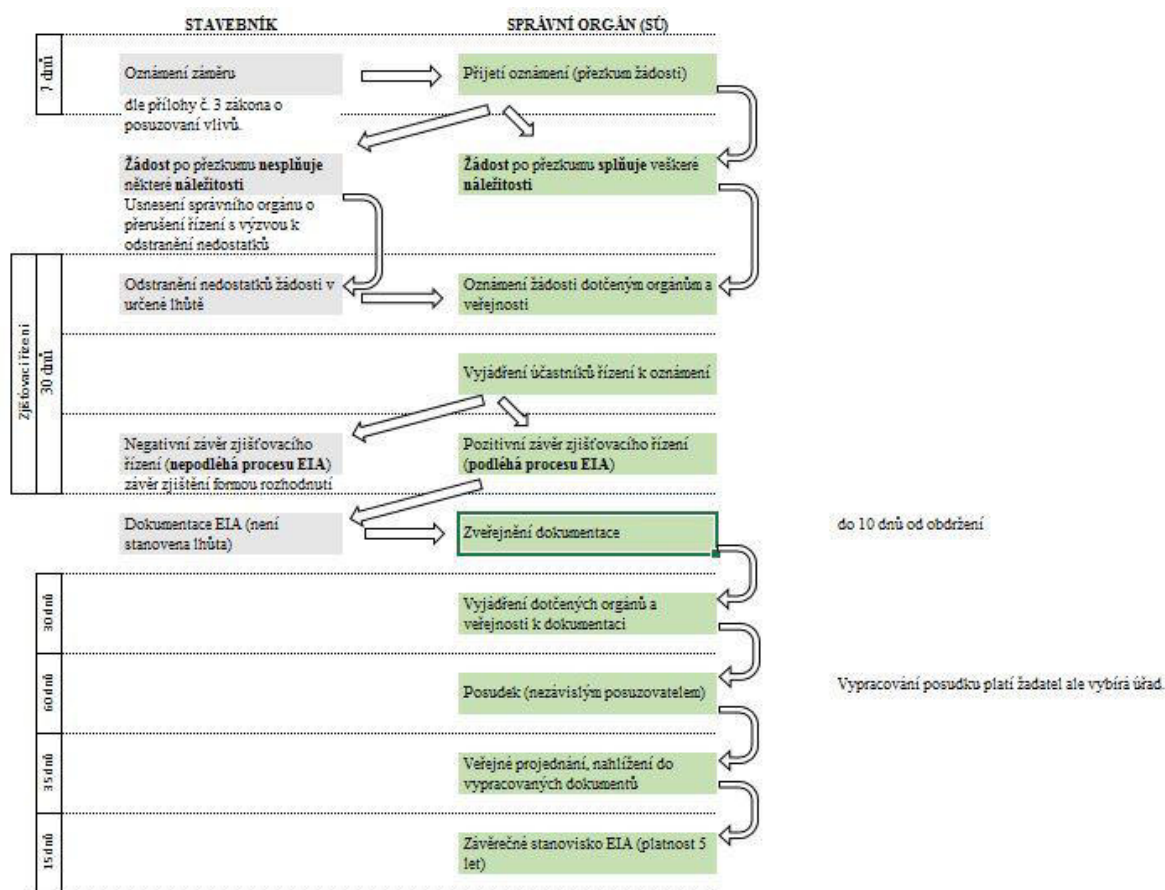 STAVEBNÍK
SPRÁVNÍ ORGÁN (SÚ)
7 dnů
Oznámení záměru
Přijetí oznámení (přezkum žádosti)
dle přílohy č. 3 zákona o
posuzovaní vlivů.
Žádost po přezkumu nesplňuje
některé náležitosti
Usnesení správního orgánu o
přerušení řízení s výzvou k
odstranění nedostatků
Žádost po přezkumu splňuje veškeré
náležitosti
Zjišťovací řízení
30 dnů
Odstranění nedostatků žádosti v
určené lhůtě
Oznámení žádosti dotčeným orgánům a
veřejnosti
Vyjádření účastníků řízení k oznámení
Negativní závěr zjišťovacího
řízení (nepodléhá procesu EIA)
závěr zjištění formou rozhodnutí
Pozitivní závěr zjišťovacího řízení
(podléhá procesu EIA)
Dokumentace EIA (není
stanovena lhůta)
Zveřejnění dokumentace
do 10 dnů od obdržení
30 dnů
Vyjádření dotčených orgánů a
veřejnosti k dokumentaci
60 dnů
Posudek (nezávislým posuzovatelem)
Vypracování posudku platí žadatel ale vybírá úřad.
35 dnů
Veřejné projednání, nahlížení do
vypracovaných dokumentů
15 dnů
Závěrečné stanovisko EIA (platnost 5
let)